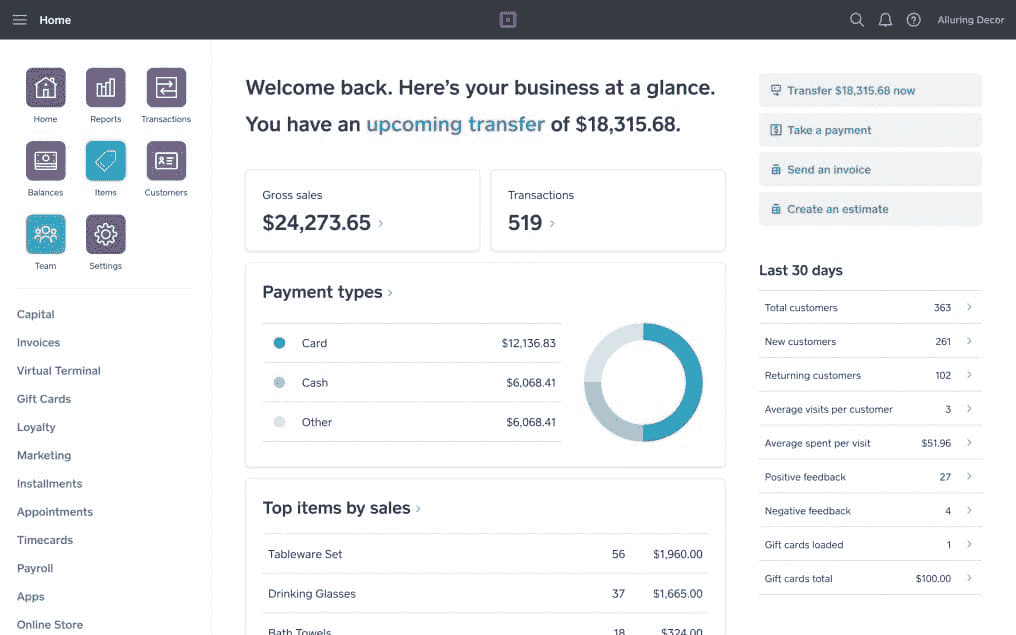 Home
Alluring Decor
Home
Reports
Transactions
Balances
Items
Customers
Team
Settings
Capital
Invoices
Virtual Terminal
Gift Cards
Loyalty
Marketing
Installments
Appointments
Timecards
Payroll
Apps
Online Store
Welcome back. Here’s your business at a glance.
You have an upcoming transfer of $18,315.68.
Gross sales
$24,273.65
Transactions
519
Payment types
Card $12,136.83
Cash $6,068.41
Other $6,068.41
Top items by sales
Tableware Set 56 $1,960.00
Drinking Glasses 37 $1,665.00
Bath Towels 18 $324.00
Transfer $18,315.68 now
Take a payment
Send an invoice
Create an estimate
Last 30 days
Total customers 363
New customers 261
Returning customers 102
Average visits per customer 3
Average spent per visit $51.96
Positive feedback 27
Negative feedback 4
Gift cards loaded 1
Gift cards total $100.00